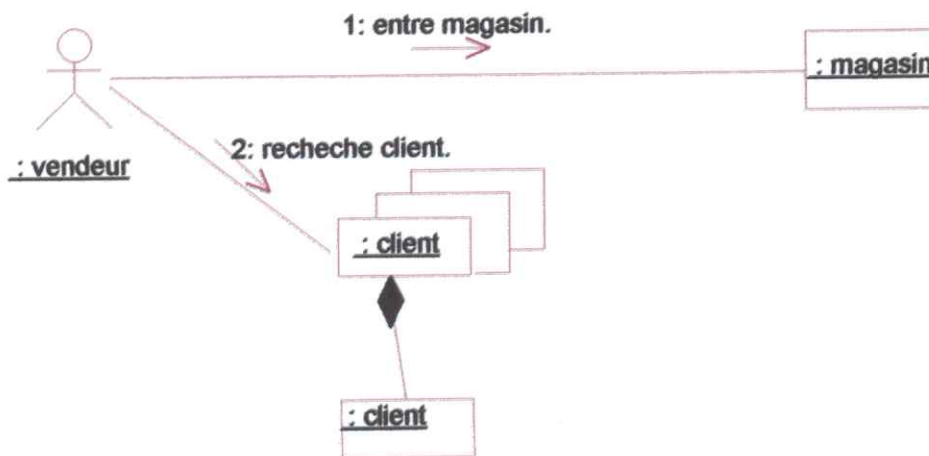 1: entre magasin.
: magasin
2: recheche client.
: vendeur
: client
: client